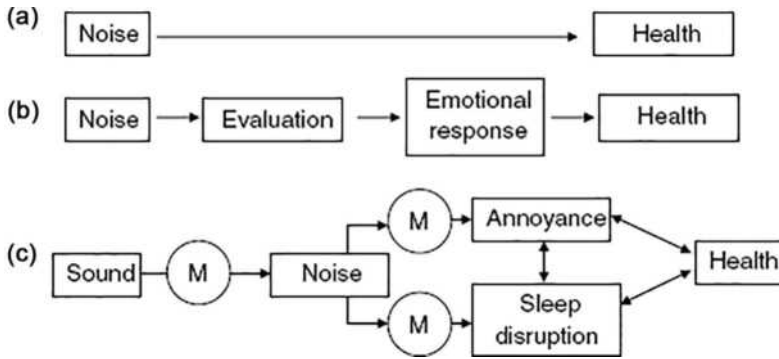 (a)
Noise
Health
(b)
Noise
Evaluation
Emotional
response
Health
(c)
Sound
M
Noise
M
Annoyance
M
Sleep
disruption
Health